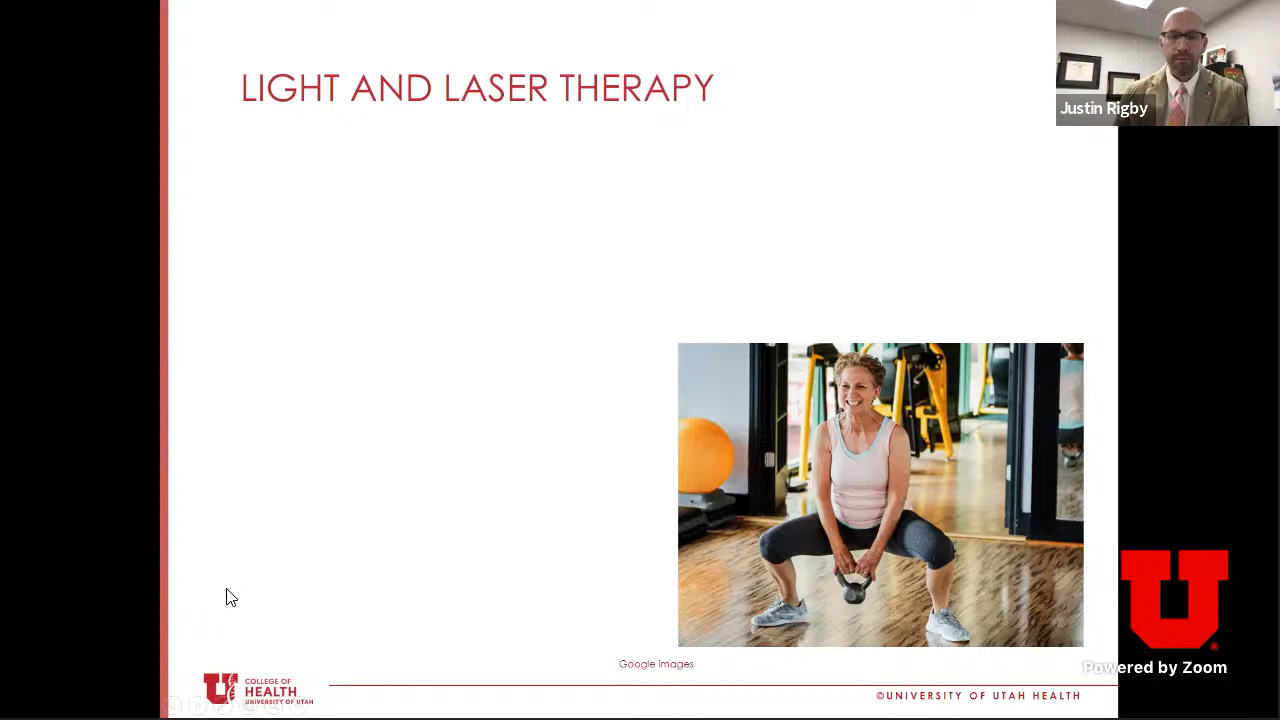 LIGHT AND LASER THERAPY
Justin Rigby
Google Images
U
COLLEGE OF
HEALTH
UNIVERSITY OF UTAH
©UNIVERSITY OF UTAH HEALTH
U
®
Powered by Zoom